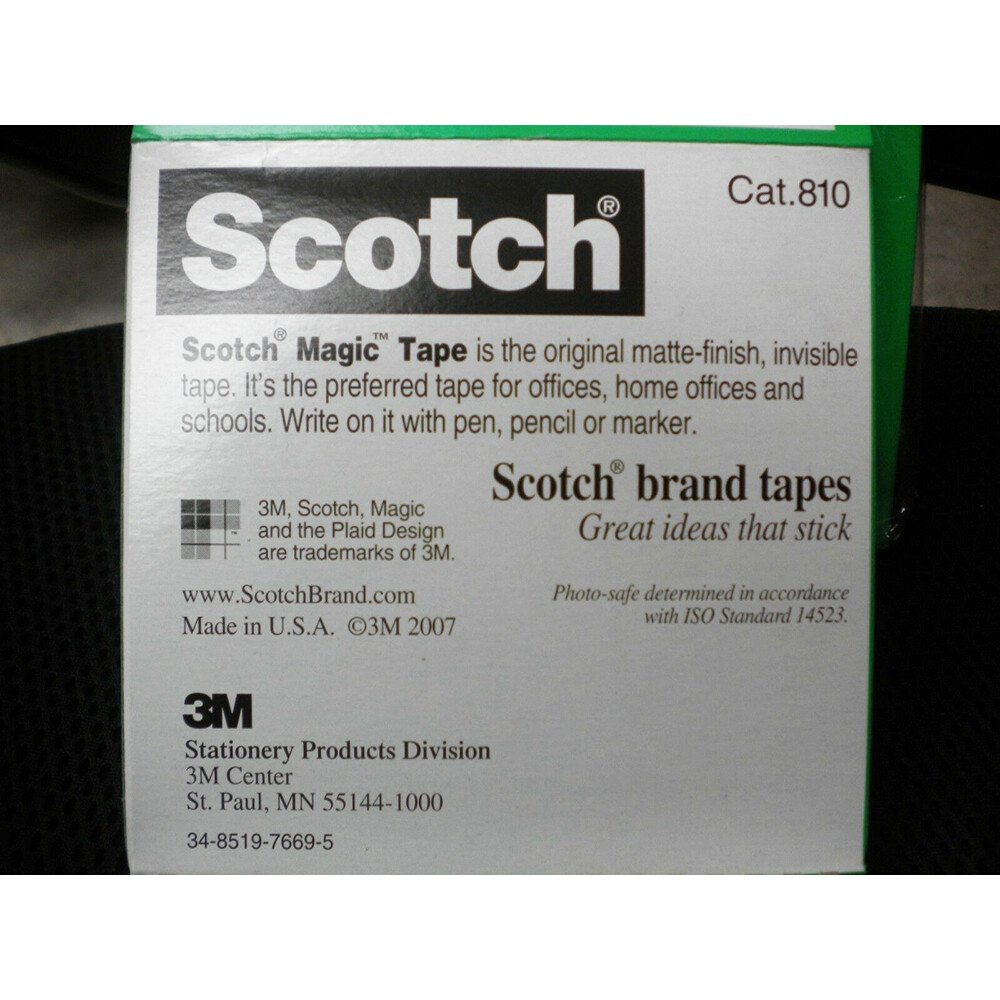 Scotch®
Cat.810
Scotch® Magic™ Tape is the original matte-finish, invisible
tape. It's the preferred tape for offices, home offices and
schools. Write on it with pen, pencil or marker.
Scotch® brand tapes
Great ideas that stick
3M, Scotch, Magic
and the Plaid Design
are trademarks of 3M.
™
www.ScotchBrand.com
Made in U.S.A. ©3M 2007
Photo-safe determined in accordance
with ISO Standard 14523.
3M
Stationery Products Division
3M Center
St. Paul, MN 55144-1000
34-8519-7669-5